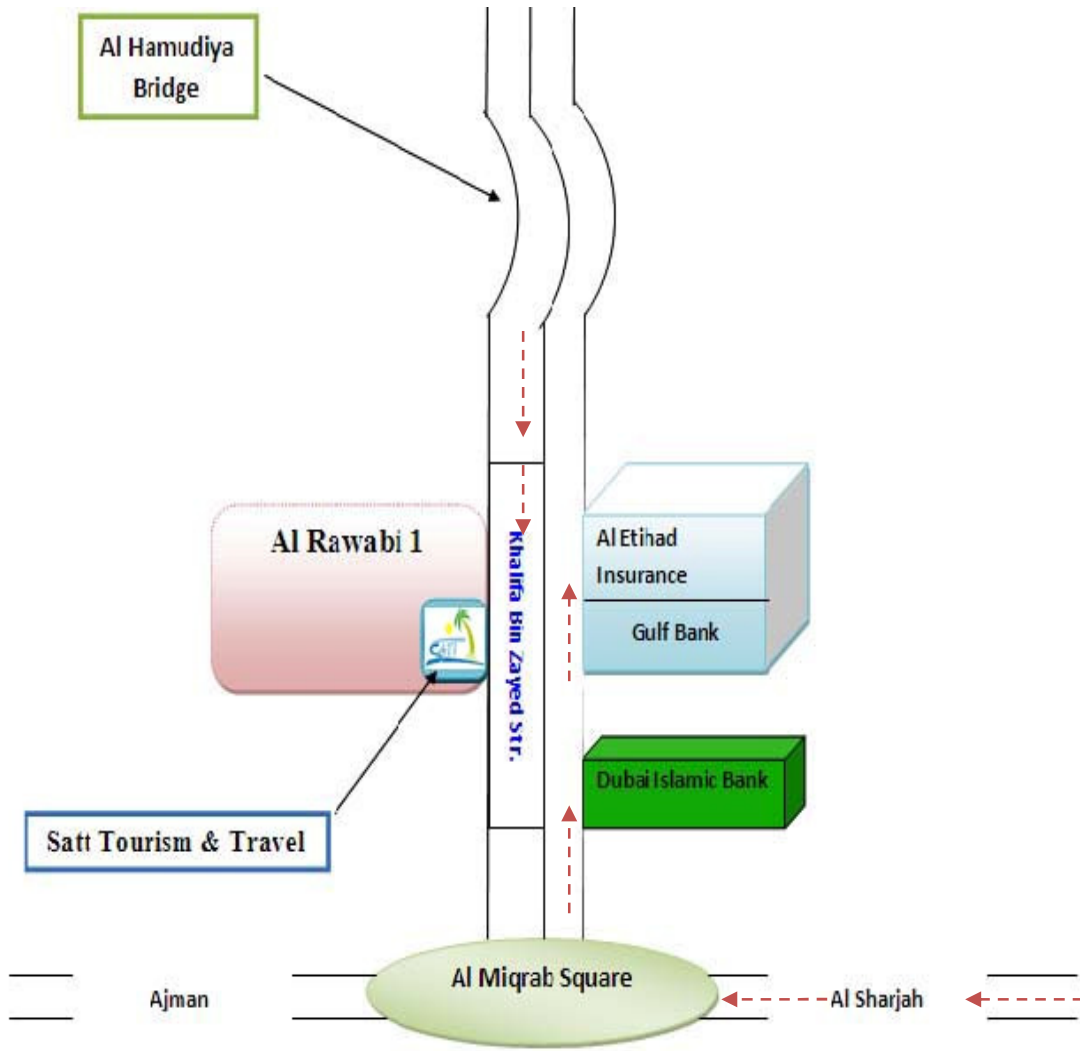 Al Hamudiya
Bridge
Al Rawabi 1
Khalifa Bin Zayed Str.
Al Etihad
Insurance
Gulf Bank
Dubai Islamic Bank
Satt Tourism & Travel
Al Miqrab Square
Ajman
Al Sharjah